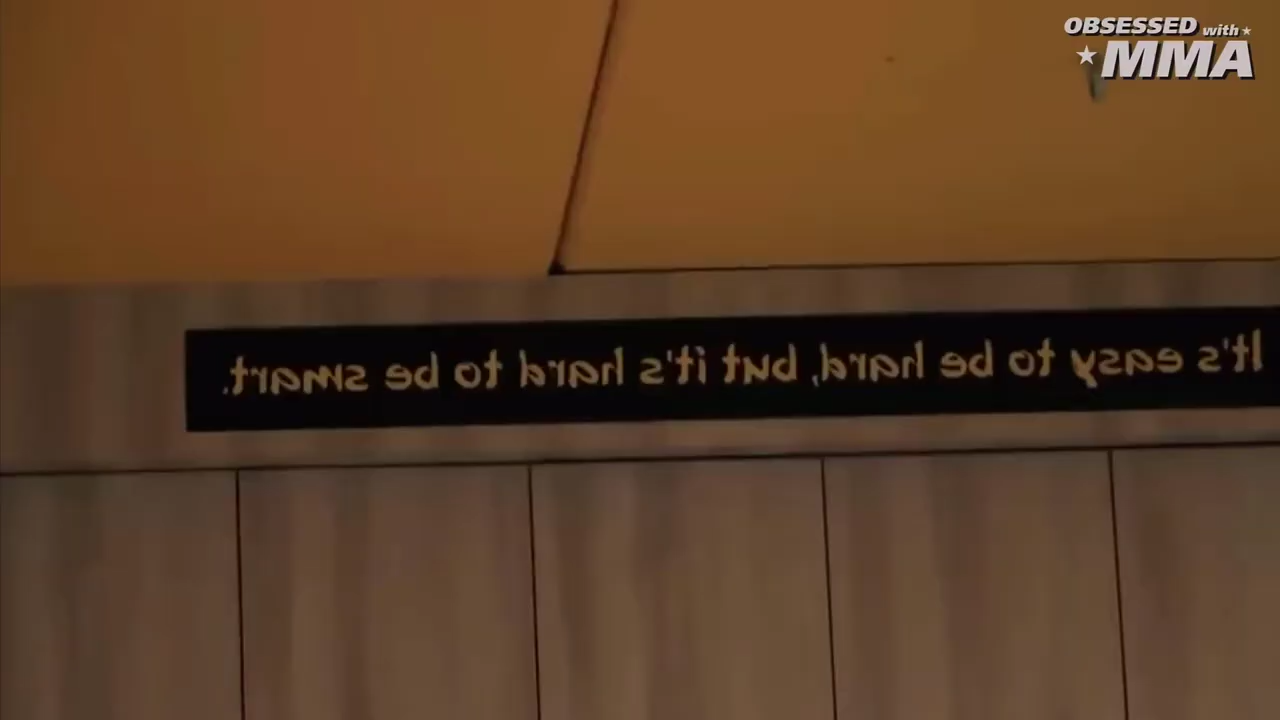 OBSESSED with
MMA
It's easy to be hard, but it's hard to be smart.